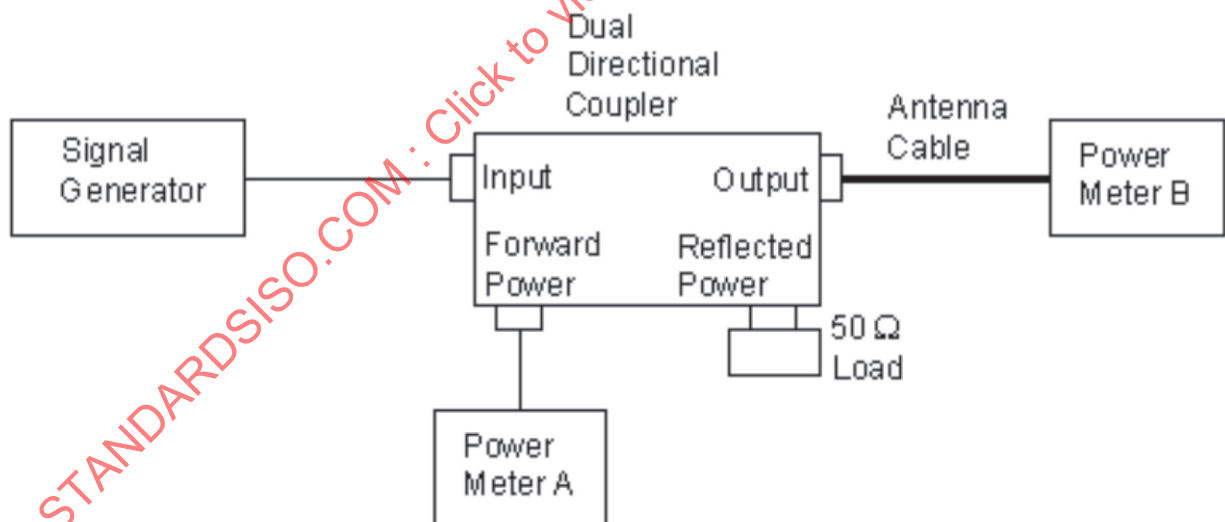 Dual
Directional
Coupler
Antenna
Cable
Signal
Generator
Input
Output
Power
Meter B
Forward
Power
Reflected
Power
50 Ω
Load
Power
Meter A
STANDARDSISO.COM : Click to